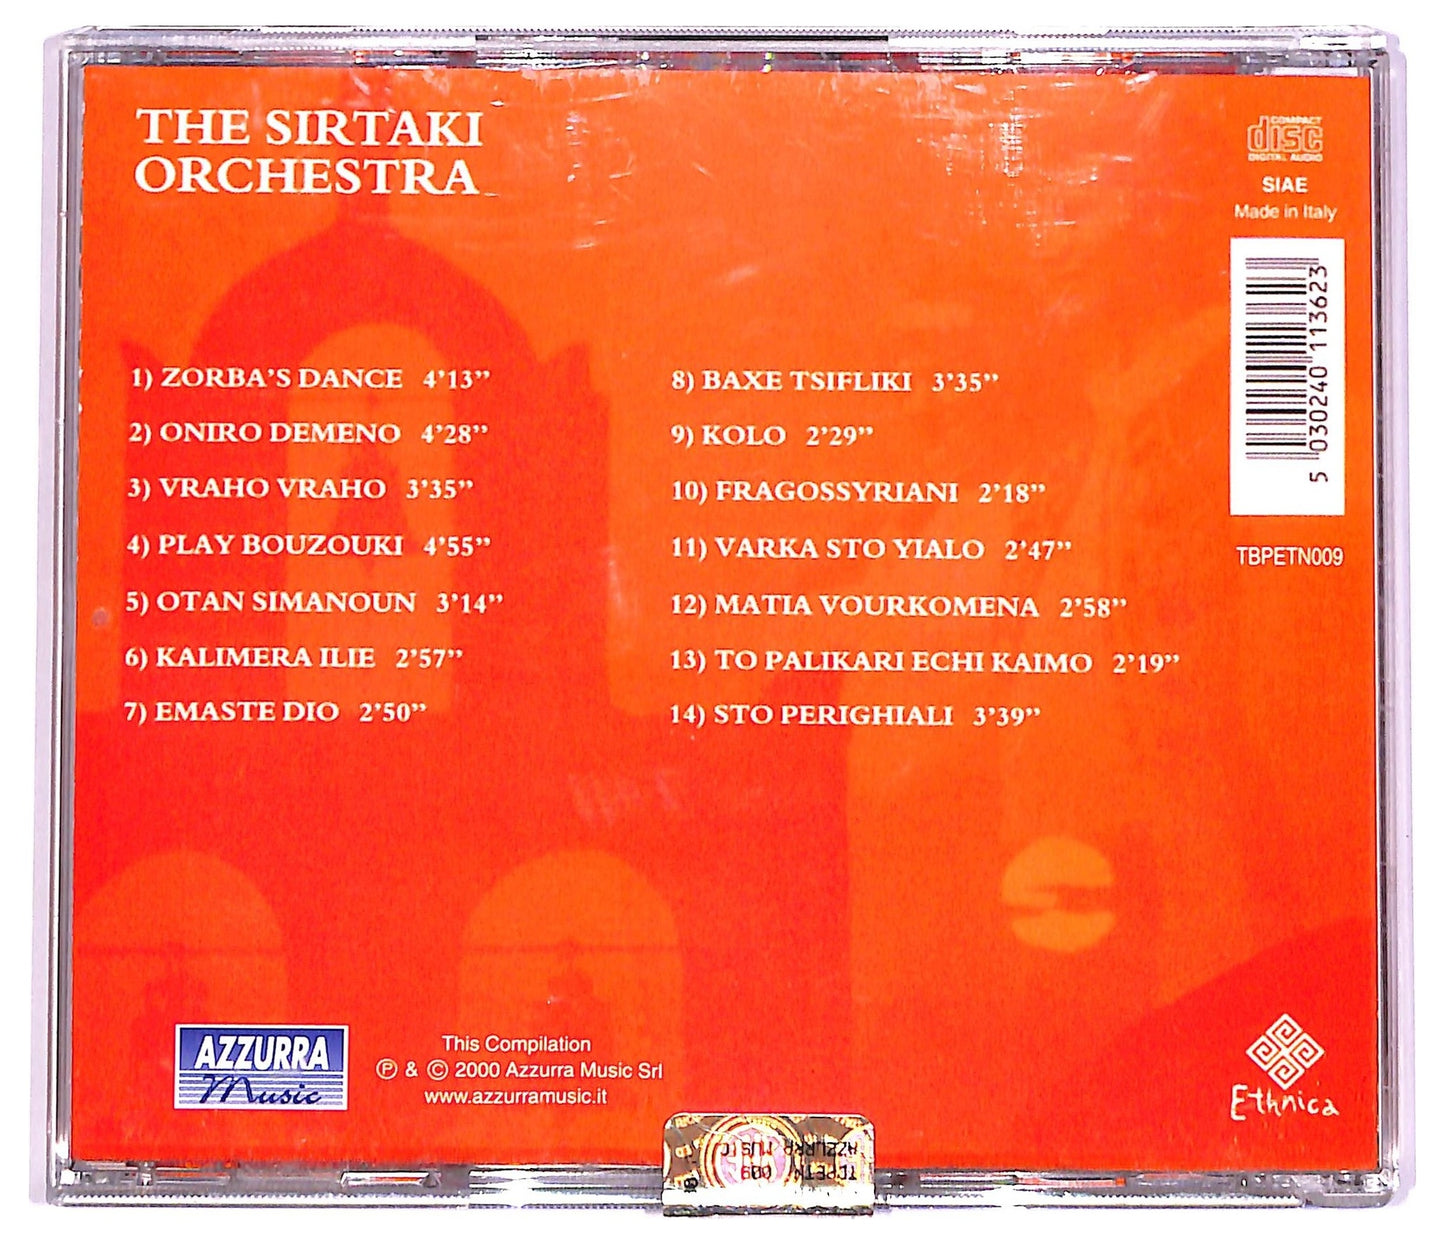 THE SIRTAKI
ORCHESTRA
COMPACT
disc
DIGITAL AUDIO
SIAE
Made in Italy
5 030240 113623
TBPETN009
1) ZORBA'S DANCE 4'13"
2) ONIRO DEMENO 4'28"
3) VRAHO VRAHO 3'35"
4) PLAY BOUZOUKI 4'55"
5) OTAN SIMANOUN 3'14"
6) KALIMERA ILIE 2'57"
7) EMASTE DIO 2'50"
8) BAXE TSIFLIKI 3'35"
9) KOLO 2'29"
10) FRAGOSSYRIANI 2'18"
11) VARKA STO YIALO 2'47"
12) MATIA VOURKOMENA 2'58"
13) TO PALIKARI ECHI KAIMO 2'19"
14) STO PERIGHIALI 3'39"
AZZURRA
Music
This Compilation
℗ & © 2000 Azzurra Music Srl
www.azzurramusic.it
Ethnica
AZZURRA MUSIC
TCPETN 009